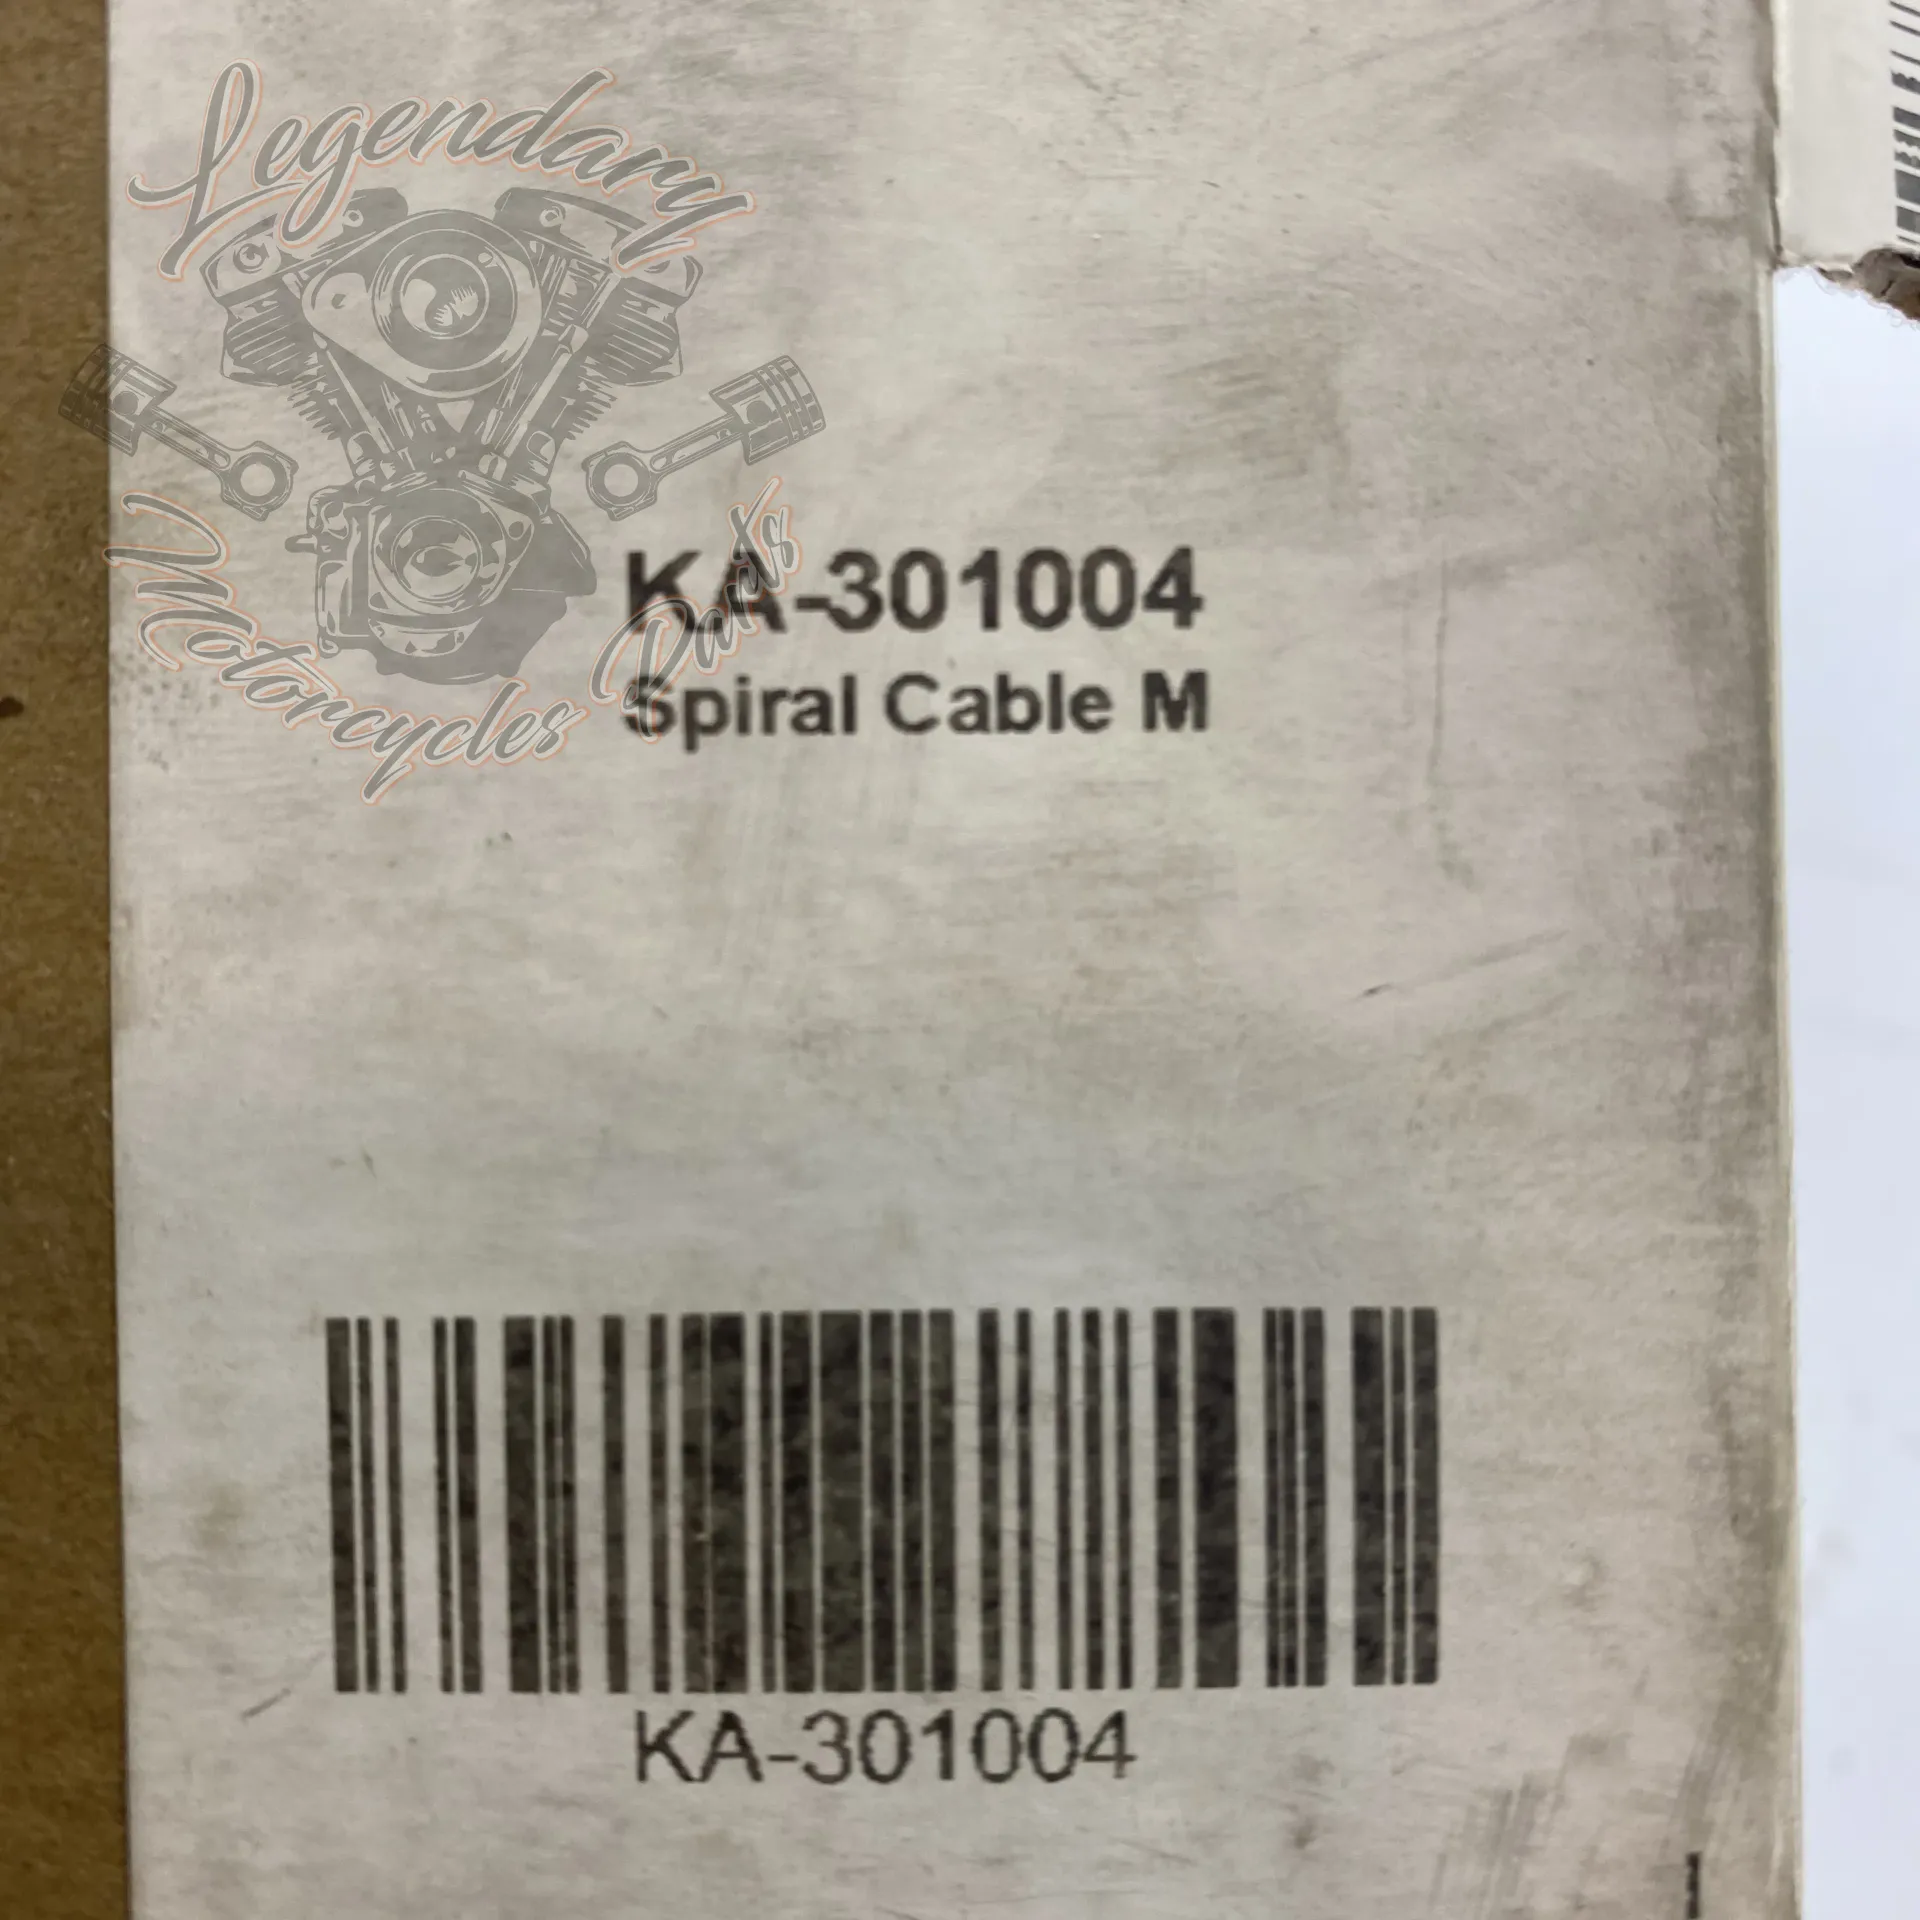 Legendary
Motorcycles Parts
KA-301004
Spiral Cable M
KA-301004